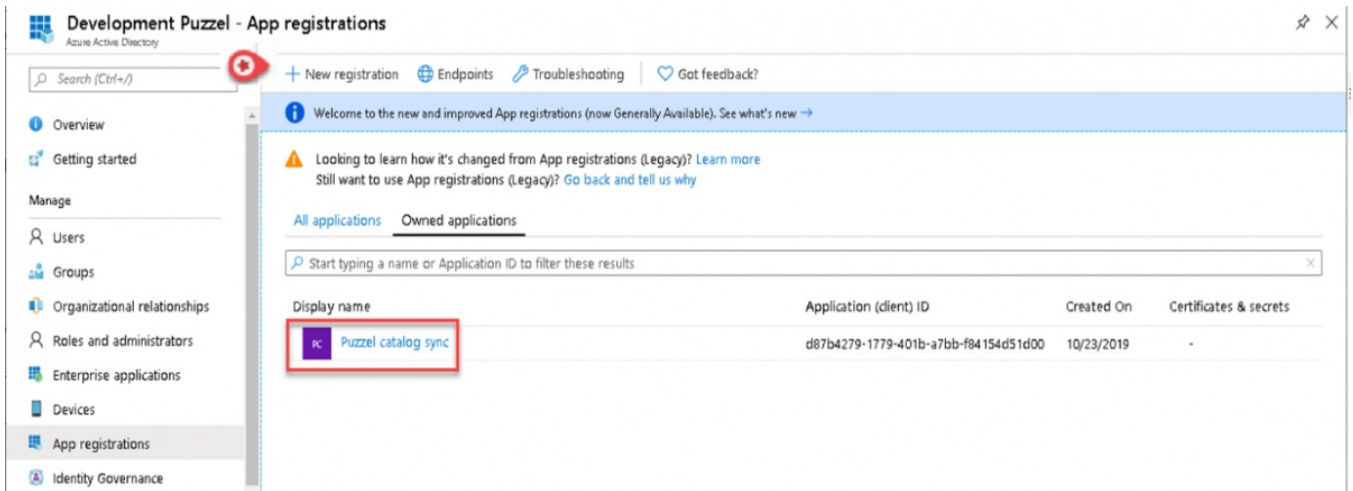 Development Puzzel - App registrations
Azure Active Directory
Search (Ctrl+/)
Overview
Getting started
Manage
Users
Groups
Organizational relationships
Roles and administrators
Enterprise applications
Devices
App registrations
Identity Governance
New registration Endpoints Troubleshooting Got feedback?
Welcome to the new and improved App registrations (now Generally Available). See what's new →
Looking to learn how it's changed from App registrations (Legacy)? Learn more
Still want to use App registrations (Legacy)? Go back and tell us why
All applications Owned applications
Start typing a name or Application ID to filter these results
Display name Application (client) ID Created On Certificates & secrets
PC Puzzel catalog sync d87b4279-1779-401b-a7bb-f84154d51d00 10/23/2019 -